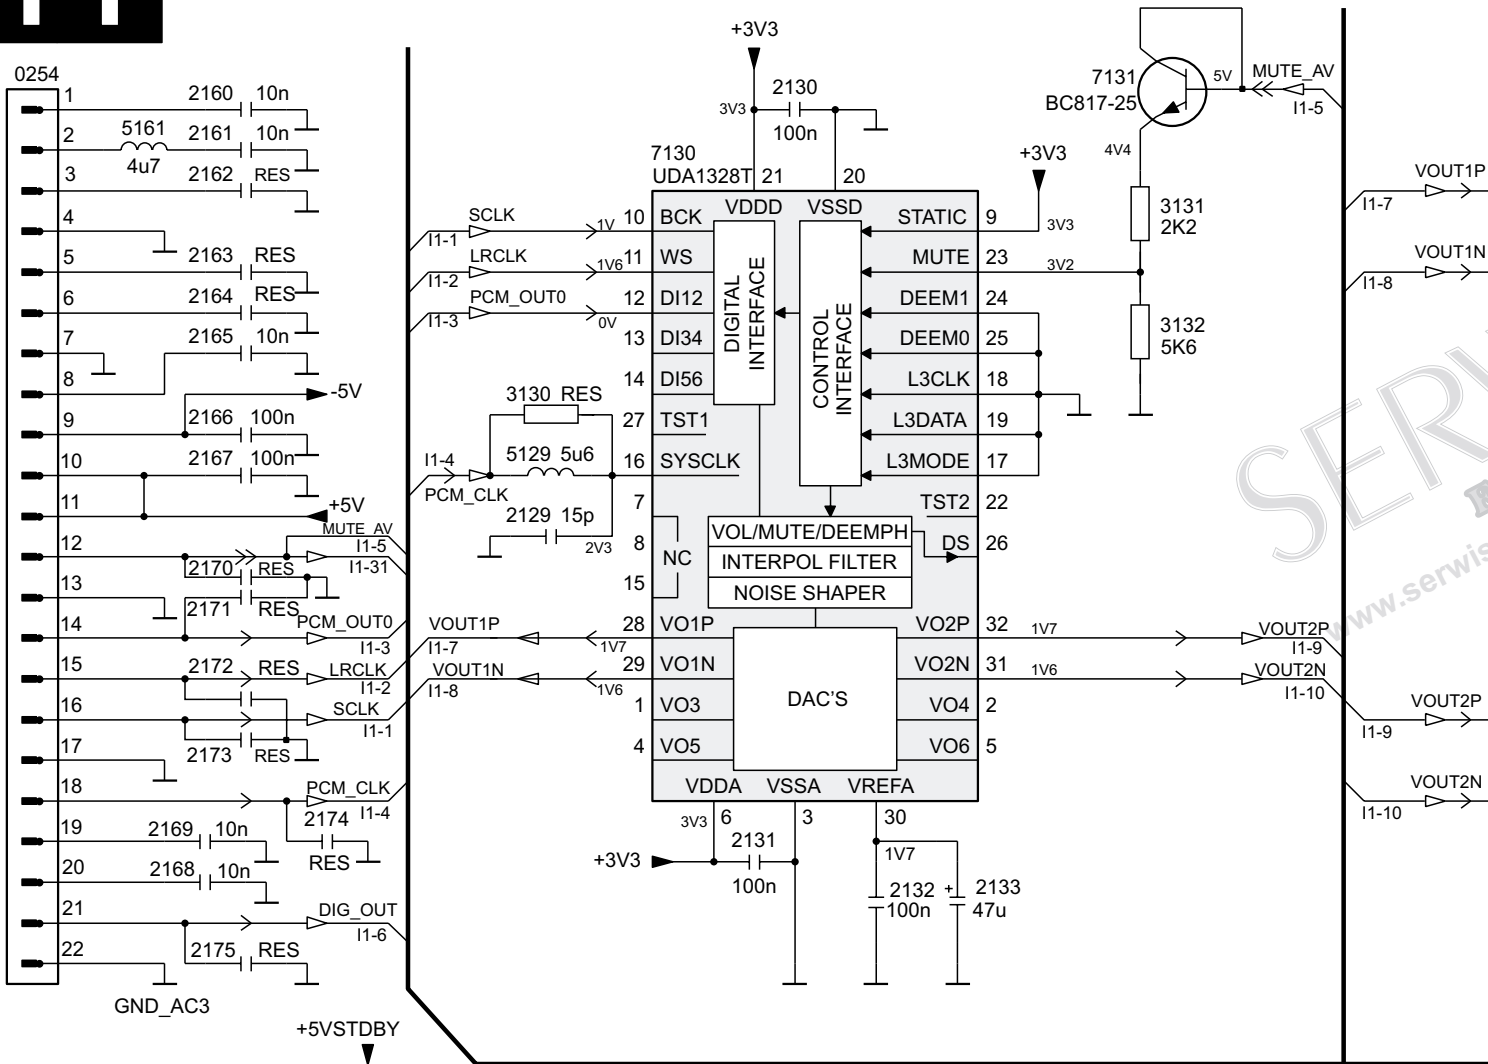 +3V3
0254
1
2160 10n
2
5161
4u7
2161 10n
3
2162 RES
4
5
2163 RES
6
2164 RES
7
2165 10n
8
-5V
9
2166 100n
10
2167 100n
11
+5V
MUTE_AV
12
I1-5
2170 RES
I1-31
13
2171 RES
14
PCM_OUT0
I1-3
15
2172 RES
LRCLK
I1-2
16
SCLK
I1-1
17
2173 RES
18
PCM_CLK
I1-4
2174
RES
19
2169 10n
20
2168 10n
21
DIG_OUT
I1-6
22
2175 RES
GND_AC3
+5VSTDBY
3V3
2130
100n
7130
UDA1328T
21
20
VDDD
VSSD
SCLK
I1-1
1V
10
BCK
LRCLK
I1-2
1V6
11
WS
PCM_OUT0
I1-3
0V
12
DI12
13
DI34
14
DI56
3130 RES
27
TST1
I1-4
PCM_CLK
5129 5u6
16
SYSCLK
2129 15p
2V3
7
8
15
NC
DIGITAL
INTERFACE
CONTROL
INTERFACE
STATIC
9
MUTE
23
DEEM1
24
DEEM0
25
L3CLK
18
L3DATA
19
L3MODE
17
TST2
22
DS
26
VOL/MUTE/DEEMPH
INTERPOL FILTER
NOISE SHAPER
VOUT1P
I1-7
1V7
28
VO1P
VOUT1N
I1-8
1V6
29
VO1N
1
VO3
4
VO5
DAC'S
VO2P
32
1V7
VOUT2P
I1-9
VO2N
31
1V6
VOUT2N
I1-10
VO4
2
VO6
5
VDDA
VSSA
VREFA
3V3
6
3
30
+3V3
2131
100n
1V7
2132
100n
+
2133
47u
+3V3
3V3
3V2
7131
BC817-25
5V
MUTE_AV
I1-5
4V4
3131
2K2
3132
5K6
VOUT1P
I1-7
VOUT1N
I1-8
VOUT2P
I1-9
VOUT2N
I1-10
www.serwis